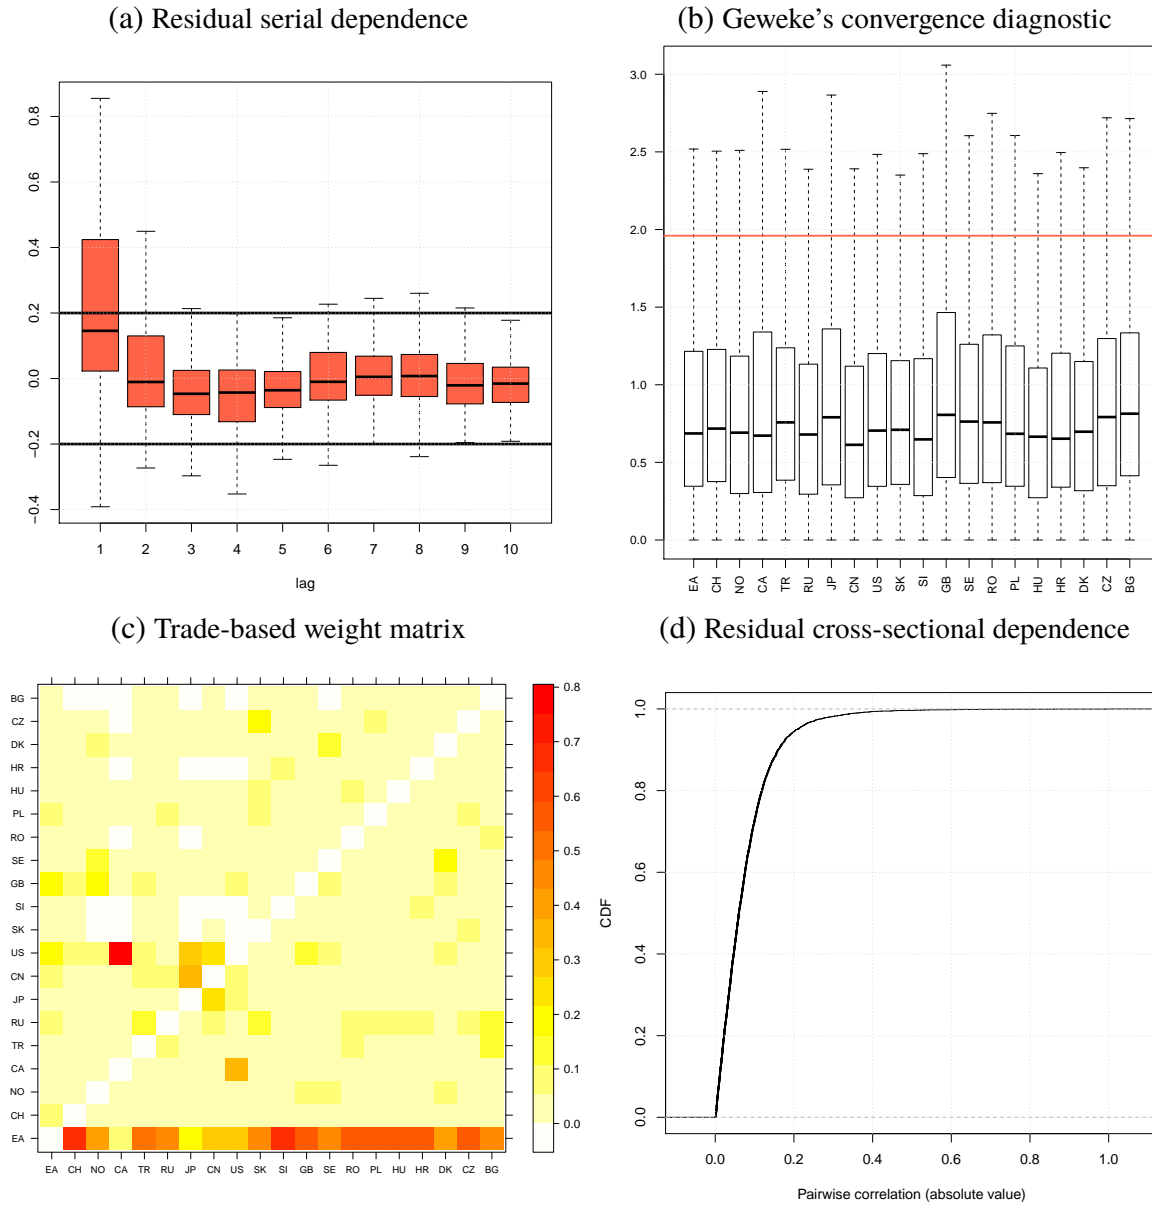 (a) Residual serial dependence
0.8
0.6
0.4
0.2
0.0
−0.2
−0.4
1 2 3 4 5 6 7 8 9 10
lag
(b) Geweke's convergence diagnostic
3.0
2.5
2.0
1.5
1.0
0.5
0.0
EA CH NO CA TR RU JP CN US SK SI GB SE RO PL HU HR DK CZ BG
(c) Trade-based weight matrix
BG
CZ
DK
HR
HU
PL
RO
SE
GB
SI
SK
US
CN
JP
RU
TR
CA
NO
CH
EA
EA CH NO CA TR RU JP CN US SK SI GB SE RO PL HU HR DK CZ BG
0.8
0.7
0.6
0.5
0.4
0.3
0.2
0.1
0.0
(d) Residual cross-sectional dependence
CDF
1.0
0.8
0.6
0.4
0.2
0.0
0.0 0.2 0.4 0.6 0.8 1.0
Pairwise correlation (absolute value)